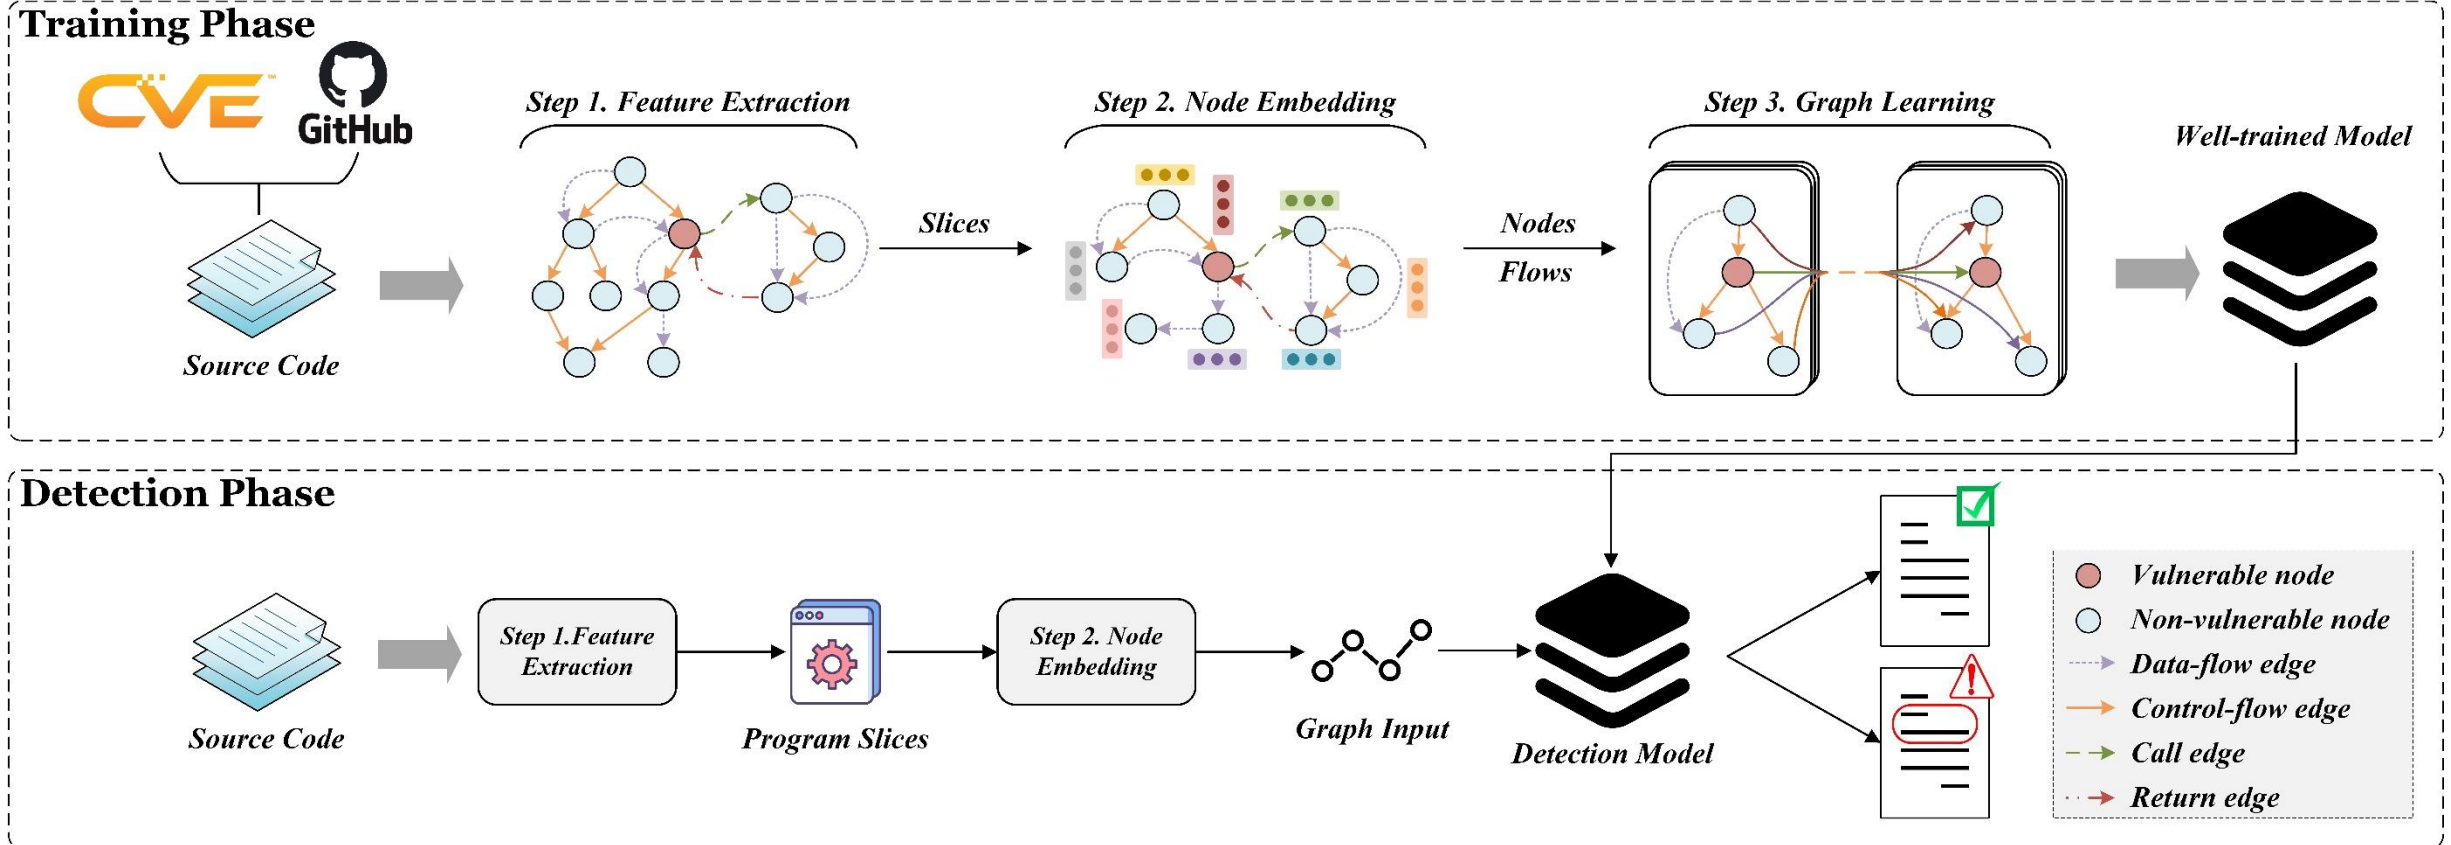 Training Phase
CVE™
GitHub
Step 1. Feature Extraction
Step 2. Node Embedding
Step 3. Graph Learning
Well-trained Model
Slices
Nodes
Flows
Source Code
Detection Phase
Source Code
Step 1.Feature
Extraction
Program Slices
Step 2. Node
Embedding
Graph Input
Detection Model
Vulnerable node
Non-vulnerable node
Data-flow edge
Control-flow edge
Call edge
Return edge